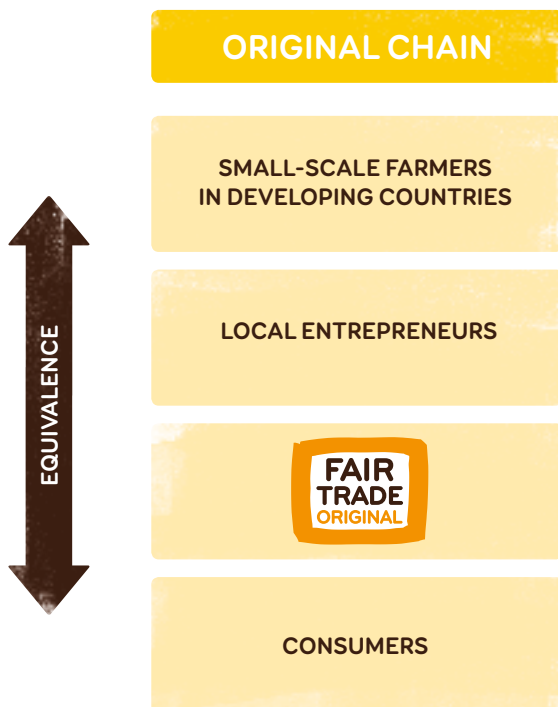 ORIGINAL CHAIN
SMALL-SCALE FARMERS
IN DEVELOPING COUNTRIES
EQUIVALENCE
LOCAL ENTREPRENEURS
FAIR
TRADE
ORIGINAL
CONSUMERS